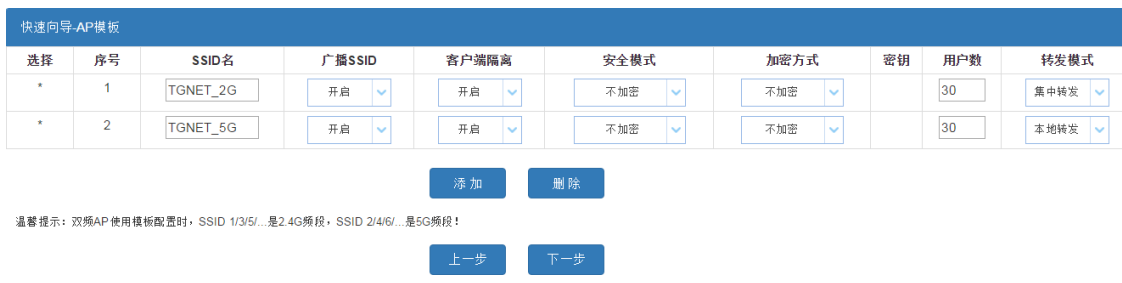 快速向导-AP模板
选择 序号 SSID名 广播SSID 客户端隔离 安全模式 加密方式 密钥 用户数 转发模式
* 1 TGNET_2G 开启 开启 不加密 不加密 30 集中转发
* 2 TGNET_5G 开启 开启 不加密 不加密 30 本地转发
添加 删除
温馨提示：双频AP使用模板配置时，SSID 1/3/5/...是2.4G频段，SSID 2/4/6/...是5G频段！
上一步 下一步